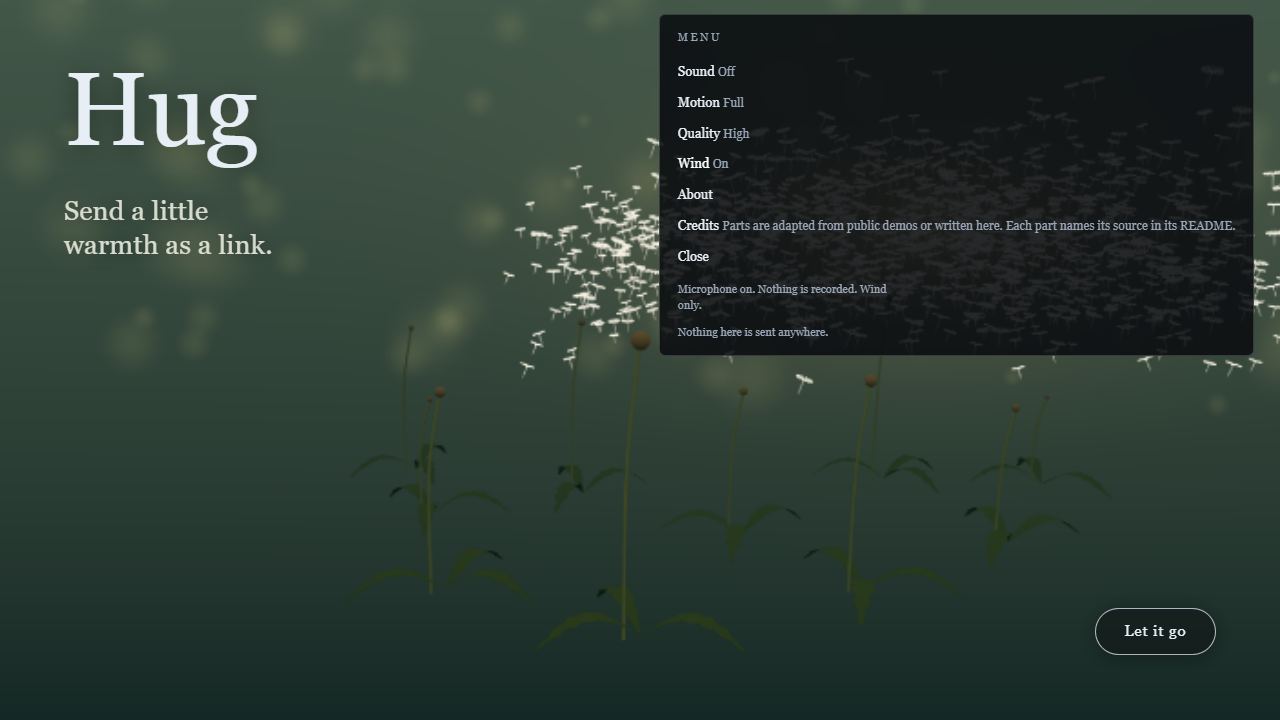 Hug
Send a little
warmth as a link.
MENU
Sound Off
Motion Full
Quality High
Wind On
About
Credits Parts are adapted from public demos or written here. Each part names its source in its README.
Close
Microphone on. Nothing is recorded. Wind
only.
Nothing here is sent anywhere.
Let it go